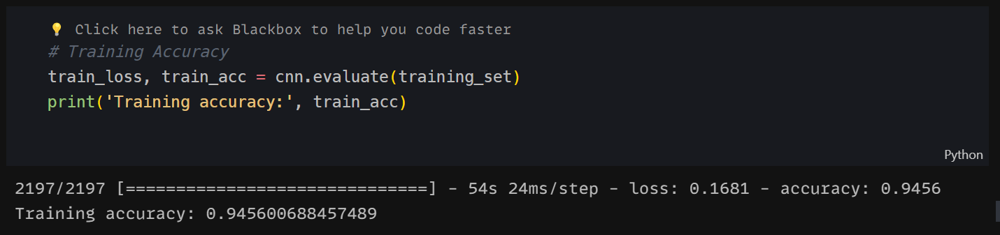 💡 Click here to ask Blackbox to help you code faster
# Training Accuracy
train_loss, train_acc = cnn.evaluate(training_set)
print('Training accuracy:', train_acc)
Python
2197/2197 [==============================] - 54s 24ms/step - loss: 0.1681 - accuracy: 0.9456
Training accuracy: 0.945600688457489